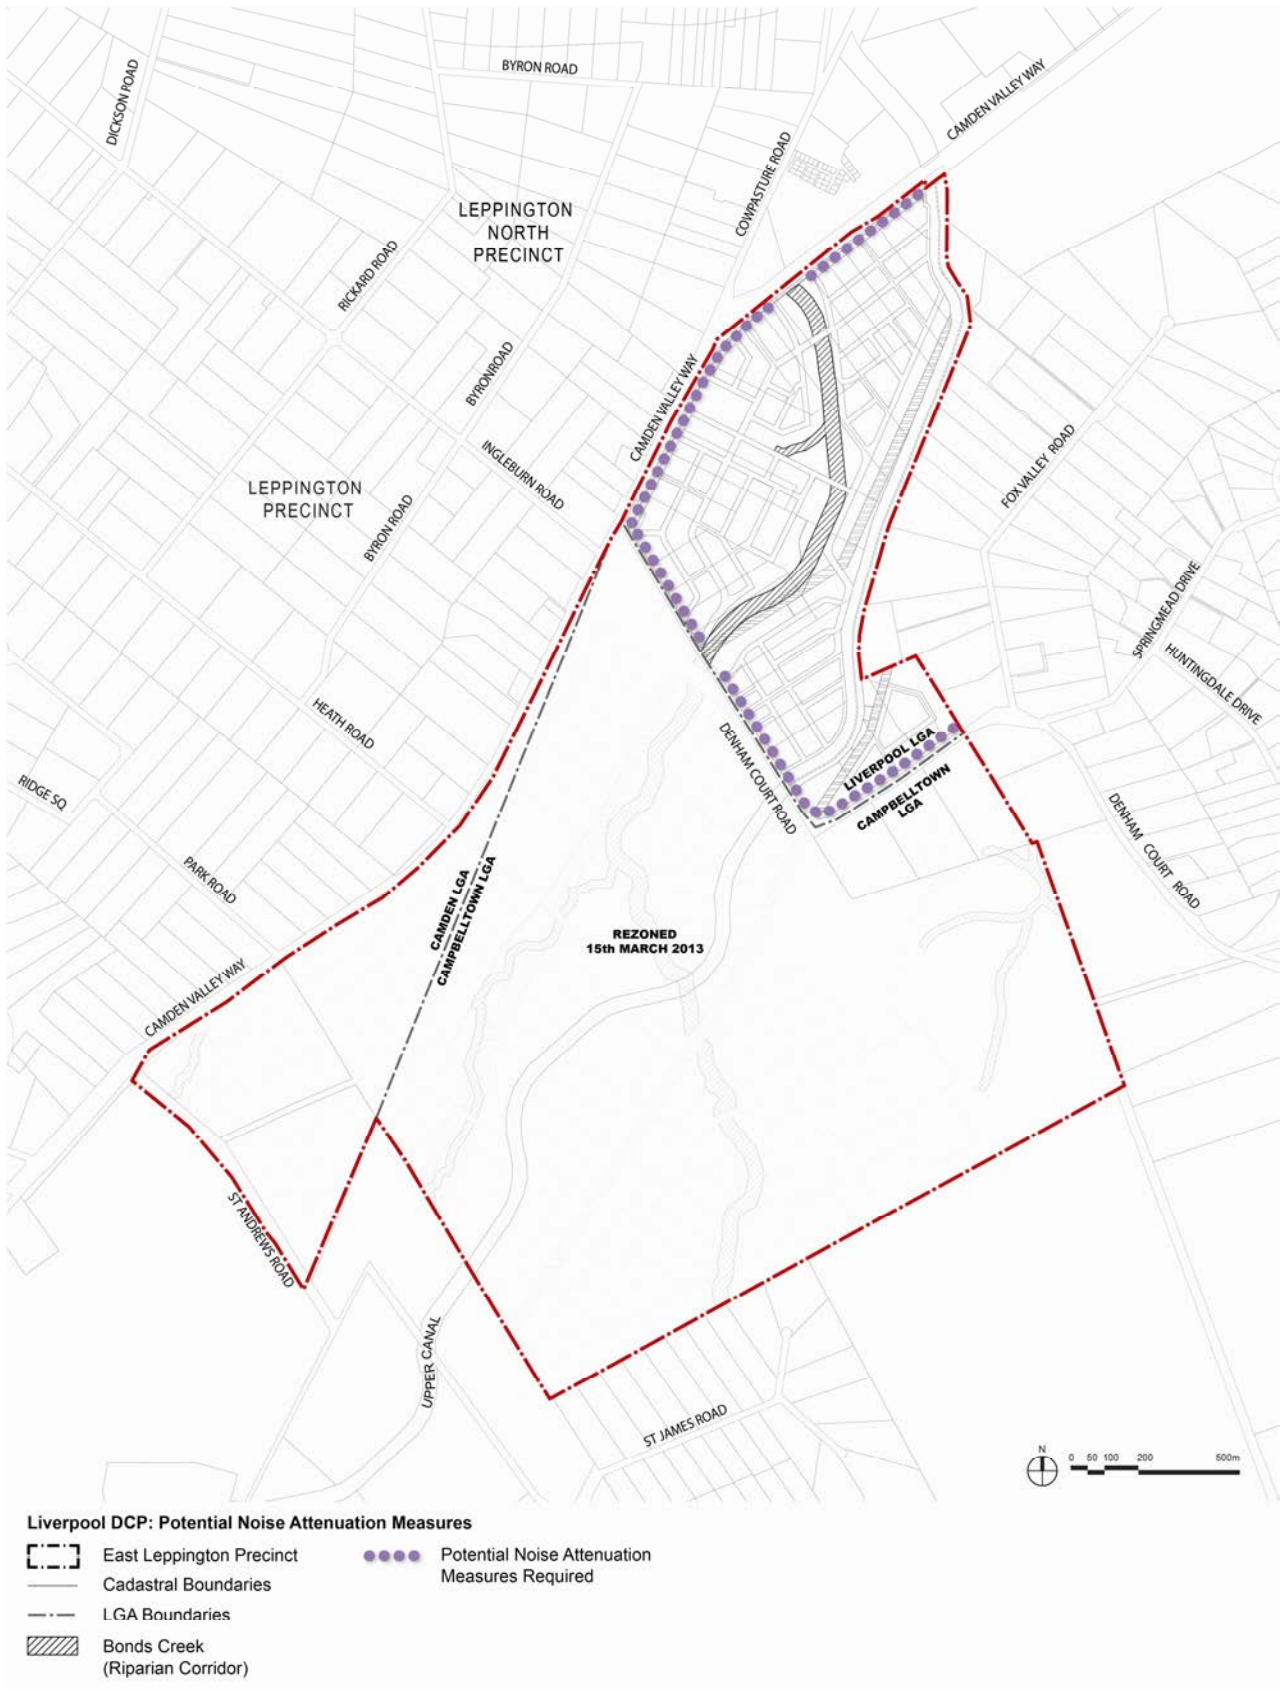 BYRON ROAD
DICKSON ROAD
CAMDEN VALLEY WAY
COWPASTURE ROAD
LEPPINGTON
NORTH
PRECINCT
RICKARD ROAD
BYRONROAD
CAMDEN VALLEY WAY
INGLEBURN ROAD
LEPPINGTON
PRECINCT
BYRON ROAD
FOX VALLEY ROAD
SPRINGMEAD DRIVE
HUNTINGDALE DRIVE
HEATH ROAD
DENHAM COURT ROAD
LIVERPOOL LGA
CAMPBELLTOWN
LGA
RIDGE SQ
DENHAM COURT ROAD
PARK ROAD
CAMDEN LGA
CAMPBELLTOWN LGA
REZONED
15th MARCH 2013
CAMDEN VALLEY WAY
ST ANDREWS ROAD
UPPER CANAL
ST JAMES ROAD
N
0 50 100 200 500m
Liverpool DCP: Potential Noise Attenuation Measures
East Leppington Precinct
Cadastral Boundaries
LGA Boundaries
Bonds Creek
(Riparian Corridor)
Potential Noise Attenuation
Measures Required